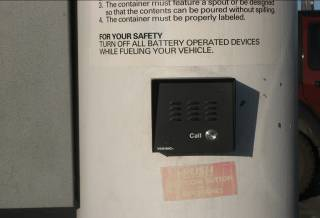 3. The container must feature a spout or be designed
so that the contents can be poured without spilling.
4. The container must be properly labeled.
FOR YOUR SAFETY
TURN OFF ALL BATTERY OPERATED DEVICES
WHILE FUELING YOUR VEHICLE.
Call
PUSH
BUTTON